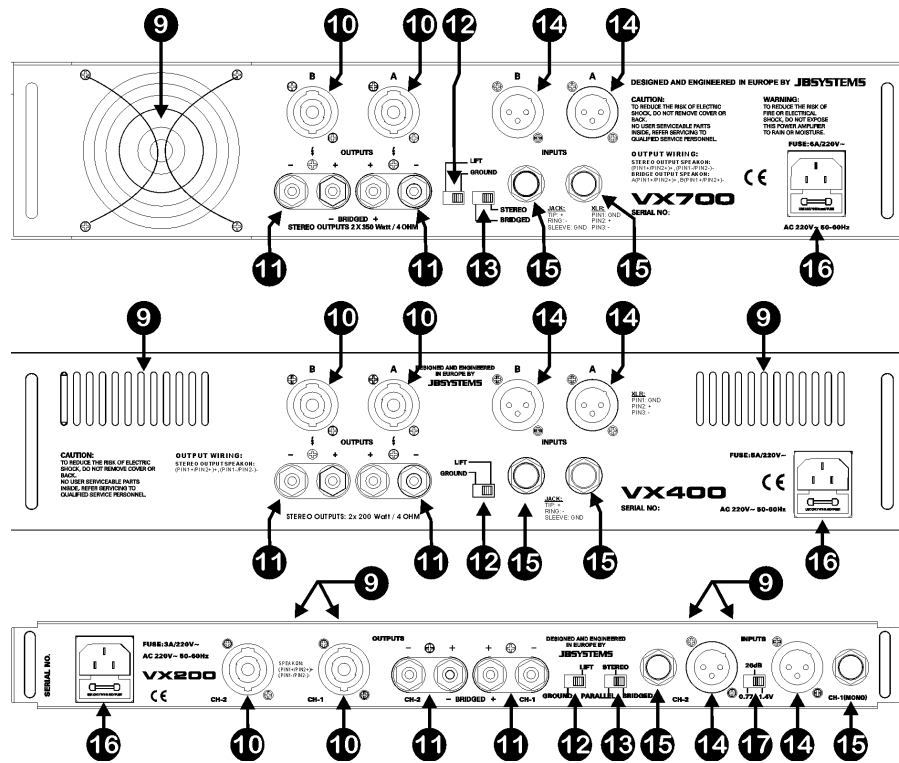 9
10
10
12
14
14
B
A
B
A
DESIGNED AND ENGINEERED IN EUROPE BY JBSYSTEMS
CAUTION:
TO REDUCE THE RISK OF ELECTRIC
SHOCK, DO NOT REMOVE COVER OR
BACK.
NO USER SERVICEABLE PARTS
INSIDE, REFER SERVICING TO
QUALIFIED SERVICE PERSONNEL.
WARNING:
TO REDUCE THE RISK OF
FIRE OR ELECTRICAL
SHOCK, DO NOT EXPOSE
THIS POWER AMPLIFIER
TO RAIN OR MOISTURE.
FUSE:6A/220V~
OUTPUTS
- + + -
LIFT
GROUND
INPUTS
OUTPUT WIRING:
STEREO OUTPUT SPEAKON:
(PIN1+/PIN2+)+, (PIN1-/PIN2-)-
BRIDGE OUTPUT SPEAKON:
A(PIN1+/PIN2+)+, B(PIN1+/PIN2+)-
CE
VX700
SERIAL NO:
- BRIDGED +
STEREO OUTPUTS 2 X 350 Watt / 4 OHM
STEREO
BRIDGED
JACK:
TIP: +
RING: -
SLEEVE: GND
XLR:
PIN1: GND
PIN2: +
PIN3: -
AC 220V~ 50-60Hz
11
11
13
15
15
16
9
10
10
14
14
9
B
A
DESIGNED AND ENGINEERED
IN EUROPE BY
JBSYSTEMS
B
A
XLR:
PIN1: GND
PIN2: +
PIN3: -
CAUTION:
TO REDUCE THE RISK OF ELECTRIC
SHOCK, DO NOT REMOVE COVER OR
BACK.
NO USER SERVICEABLE PARTS
INSIDE, REFER SERVICING TO
QUALIFIED SERVICE PERSONNEL.
OUTPUT WIRING:
STEREO OUTPUT SPEAKON:
(PIN1+/PIN2+)+, (PIN1-/PIN2-)-
OUTPUTS
- + + -
INPUTS
LIFT
GROUND
FUSE:5A/220V~
VX400
CE
SERIAL NO:
AC 220V~ 50-60Hz
JACK:
TIP: +
RING: -
SLEEVE: GND
STEREO OUTPUTS: 2x 200 Watt / 4 OHM
11
11
12
15
15
16
9
9
SERIAL NO.
FUSE:3A/220V~
AC 220V~ 50-60Hz
VX200
CE
SPEAKON:
(PIN1+/PIN2+)+
(PIN1-/PIN2-)-
CH-2
CH-1
OUTPUTS
- + + -
CH-2 - BRIDGED + CH-1
DESIGNED AND ENGINEERED
IN EUROPE BY
JBSYSTEMS
LIFT STEREO
GROUND PARALLEL BRIDGED
CH-2
INPUTS
26dB
0.77 1.4V
CH-1(MONO)
16
10
10
11
11
12
13
15
14
17
14
15